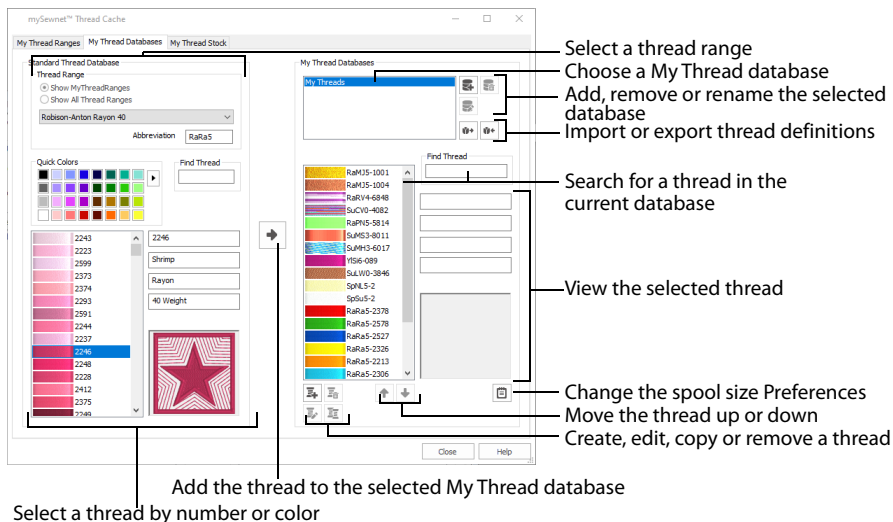 mySewnet™ Thread Cache
My Thread Ranges
My Thread Databases
My Thread Stock
Standard Thread Database
Thread Range
Show MyThreadRanges
Show All Thread Ranges
Robison-Anton Rayon 40
Abbreviation
RaRa5
Quick Colors
Find Thread
2243
2223
2599
2373
2374
2293
2591
2244
2237
2246
2248
2228
2412
2375
2249
2246
Shrimp
Rayon
40 Weight
My Thread Databases
My Threads
Find Thread
RaMJ5-1001
RaMJ5-1004
RaRV4-6848
SuCY0-4082
RaPN5-5814
SuMS3-8011
SuMH3-6017
YlSi6-089
SuLW0-3846
SpNL5-2
SpSu5-2
RaRa5-2378
RaRa5-2578
RaRa5-2527
RaRa5-2326
RaRa5-2213
RaRa5-2306
Close
Help
Select a thread range
Choose a My Thread database
Add, remove or rename the selected
database
Import or export thread definitions
Search for a thread in the
current database
View the selected thread
Change the spool size Preferences
Move the thread up or down
Create, edit, copy or remove a thread
Add the thread to the selected My Thread database
Select a thread by number or color